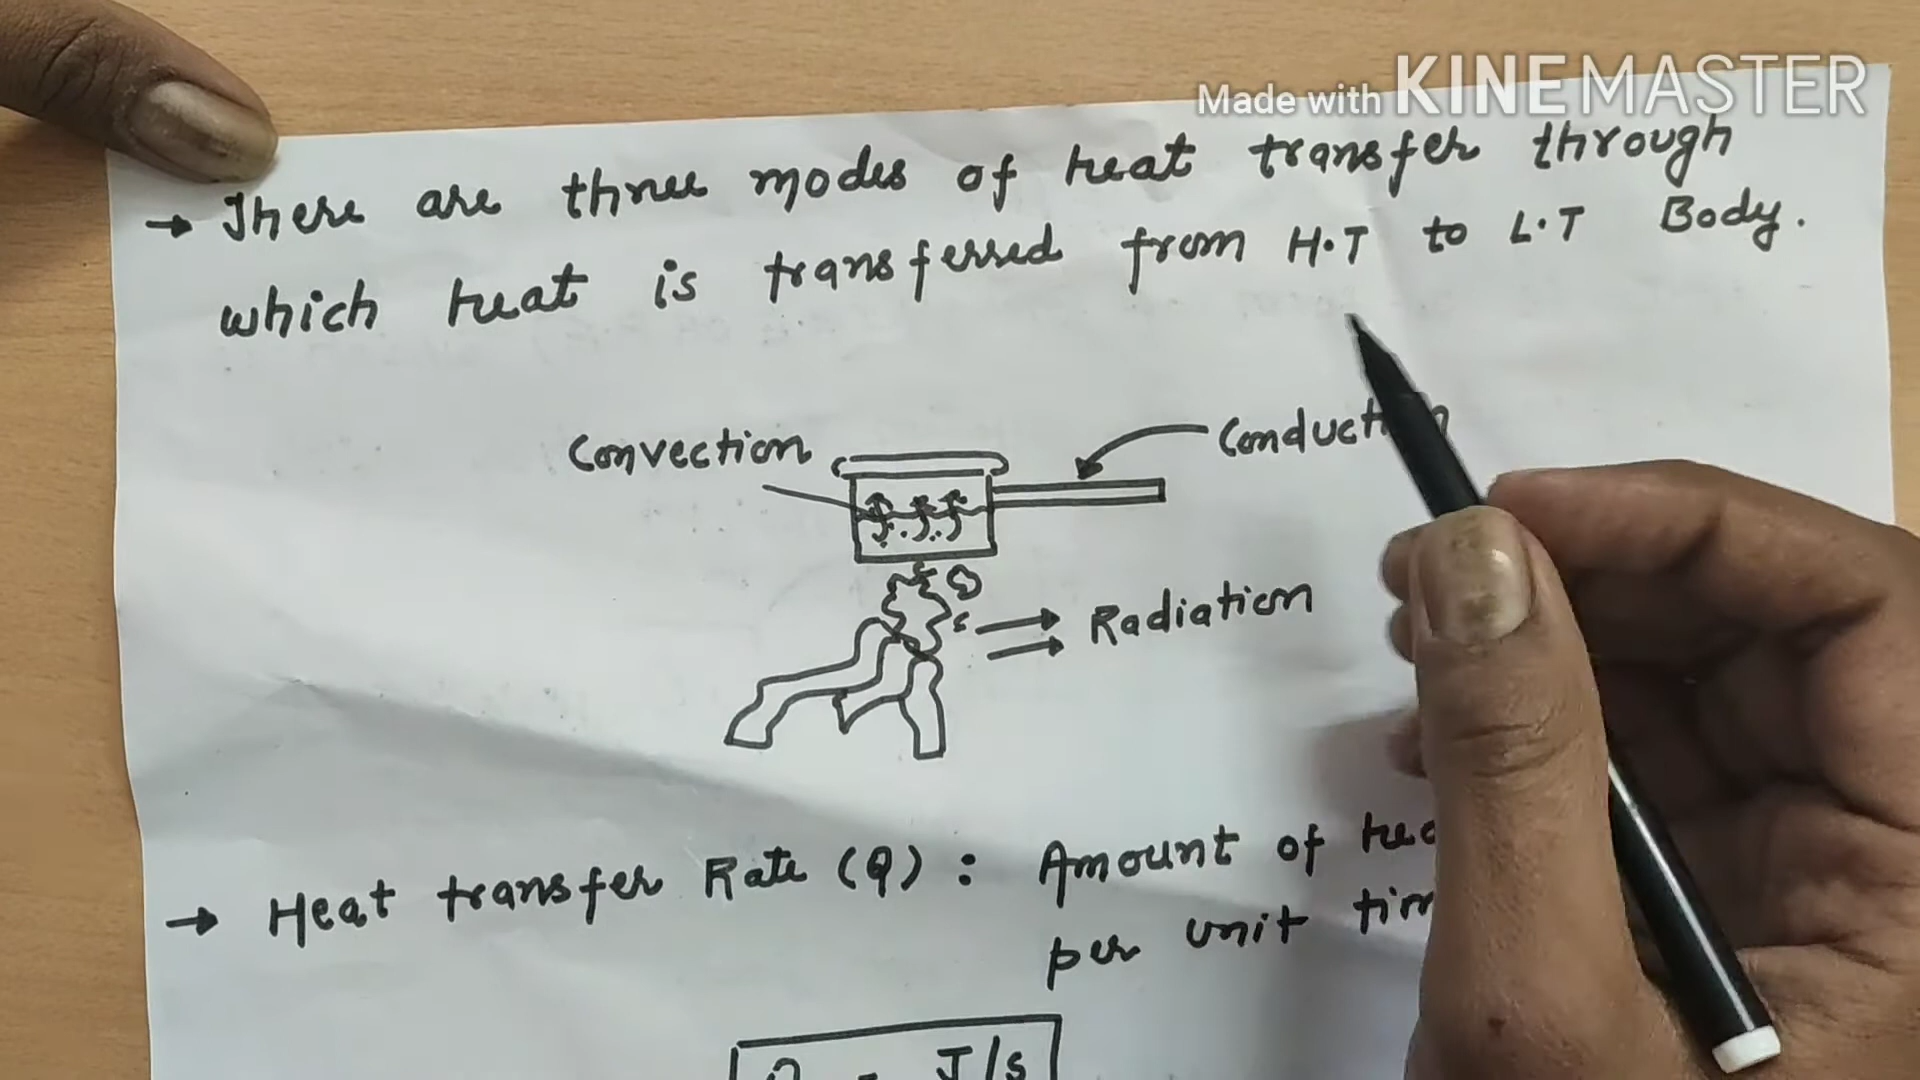 Made with KINEMASTER
→ There are three modes of heat transfer through
which heat is transferred from H.T to L.T Body.
Convection
Conduction
Radiation
→ Heat transfer Rate (Q) : Amount of
per unit
J/s